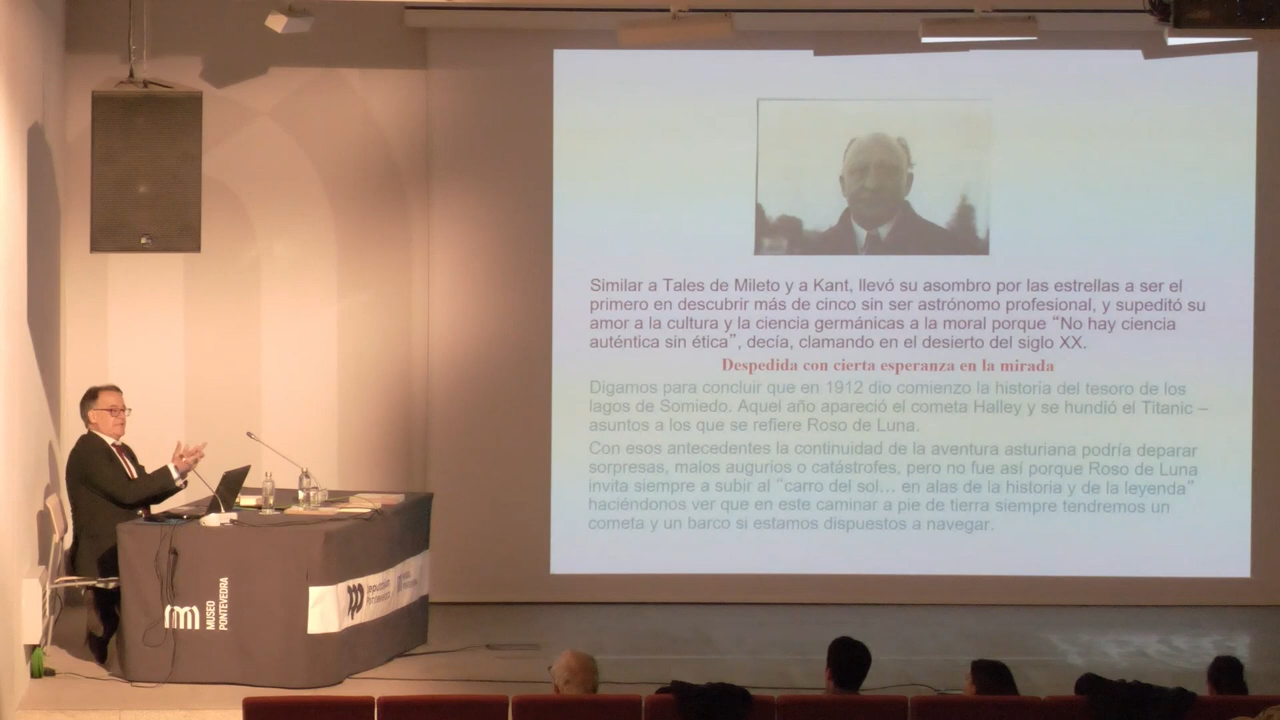 Similar a Tales de Mileto y a Kant, llevó su asombro por las estrellas a ser el
primero en descubrir más de cinco sin ser astrónomo profesional, y supeditó su
amor a la cultura y la ciencia germánicas a la moral porque “No hay ciencia
auténtica sin ética”, decía, clamando en el desierto del siglo XX.
Despedida con cierta esperanza en la mirada
Digamos para concluir que en 1912 dio comienzo la historia del tesoro de los
lagos de Somiedo. Aquel año apareció el cometa Halley y se hundió el Titanic –
asuntos a los que se refiere Roso de Luna.
Con esos antecedentes la continuidad de la aventura asturiana podría deparar
sorpresas, malos augurios o catástrofes, pero no fue así porque Roso de Luna
invita siempre a subir al “carro del sol... en alas de la historia y de la leyenda”
haciéndonos ver que en este caminar a pie de tierra siempre tendremos un
cometa y un barco si estamos dispuestos a navegar.
MUSEO
PONTEVEDRA
Deputación
Pontevedra